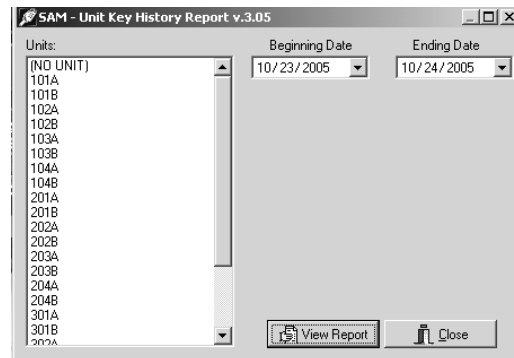 SAM - Unit Key History Report v.3.05
Units:
Beginning Date
Ending Date
10/23/2005
10/24/2005
(NO UNIT)
101A
101B
102A
102B
103A
103B
104A
104B
201A
201B
202A
202B
203A
203B
204A
204B
301A
301B
302A
View Report
Close